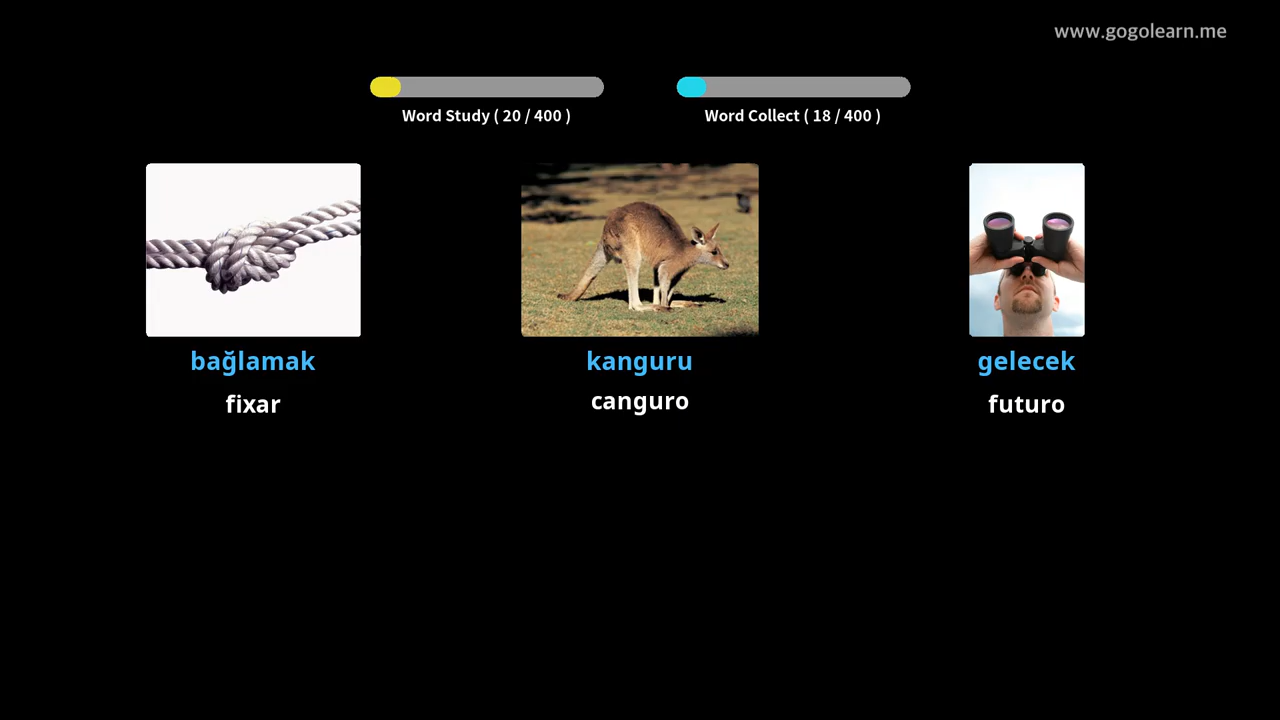 www.gogolearn.me
Word Study ( 20 / 400 )
Word Collect ( 18 / 400 )
bağlamak
fixar
kanguru
canguro
gelecek
futuro